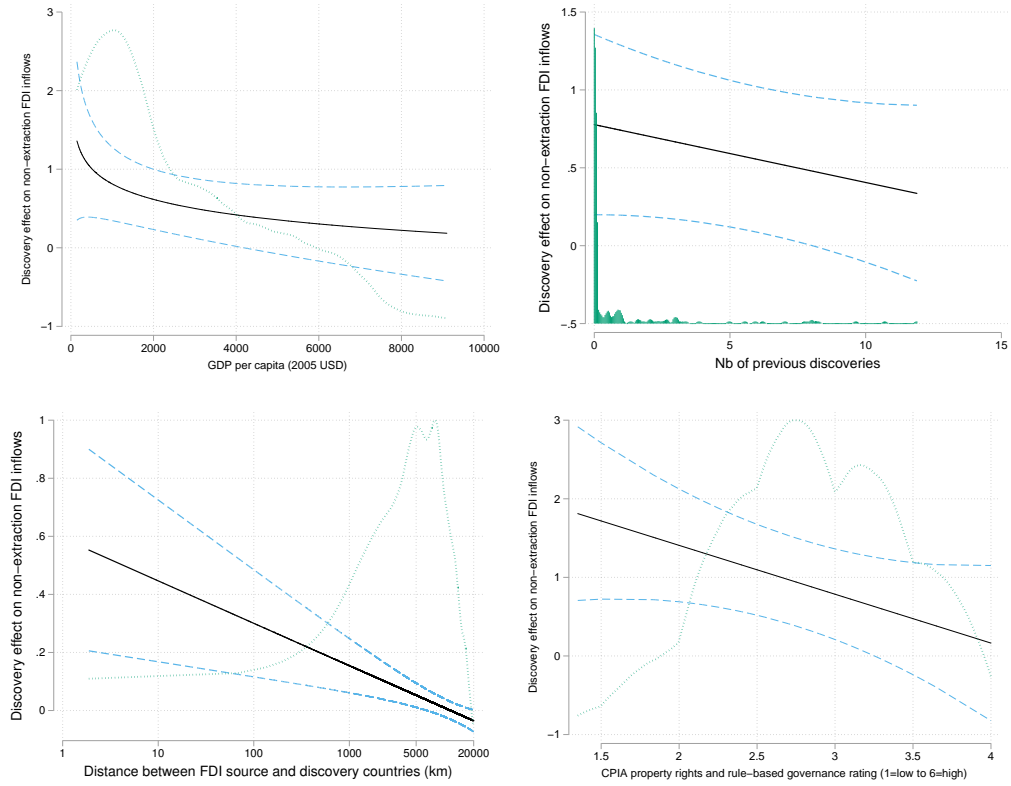 Discovery effect on non−extraction FDI inflows
3
2
1
0
−1
0 2000 4000 6000 8000 10000
GDP per capita (2005 USD)
Discovery effect on non−extraction FDI inflows
1.5
1
.5
0
−.5
0 5 10 15
Nb of previous discoveries
Discovery effect on non−extraction FDI inflows
1
.8
.6
.4
.2
0
1 10 100 1000 5000 20000
Distance between FDI source and discovery countries (km)
Discovery effect on non−extraction FDI inflows
3
2
1
0
−1
1.5 2 2.5 3 3.5 4
CPIA property rights and rule−based governance rating (1=low to 6=high)